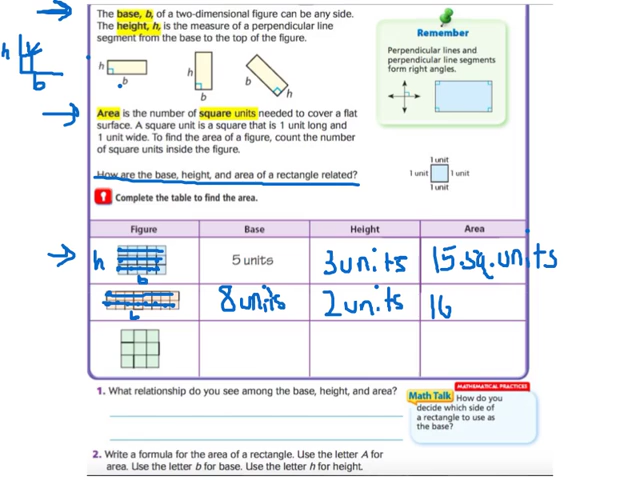 The base, b, of a two-dimensional figure can be any side.
The height, h, is the measure of a perpendicular line
segment from the base to the top of the figure.
h
b
h
b
h
b
b
h
Remember
Perpendicular lines and
perpendicular line segments
form right angles.
Area is the number of square units needed to cover a flat
surface. A square unit is a square that is 1 unit long and
1 unit wide. To find the area of a figure, count the number
of square units inside the figure.
How are the base, height, and area of a rectangle related?
1 unit
1 unit 1 unit
1 unit
Complete the table to find the area.
Figure Base Height Area
h b 5 units 3 units 15 sq. units
b 8 units 2 units 16
1. What relationship do you see among the base, height, and area?
MATHEMATICAL PRACTICES
Math Talk How do you
decide which side of
a rectangle to use as
the base?
2. Write a formula for the area of a rectangle. Use the letter A for
area. Use the letter b for base. Use the letter h for height.